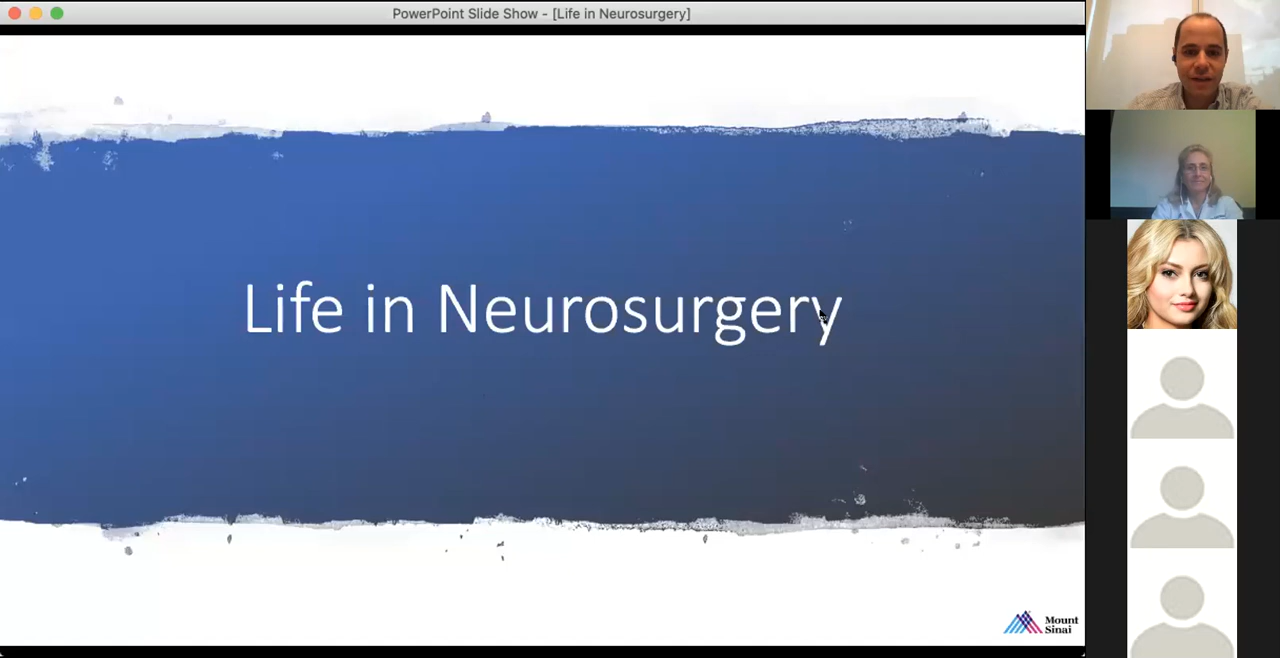 PowerPoint Slide Show - [Life in Neurosurgery]
Life in Neurosurgery
Mount
Sinai